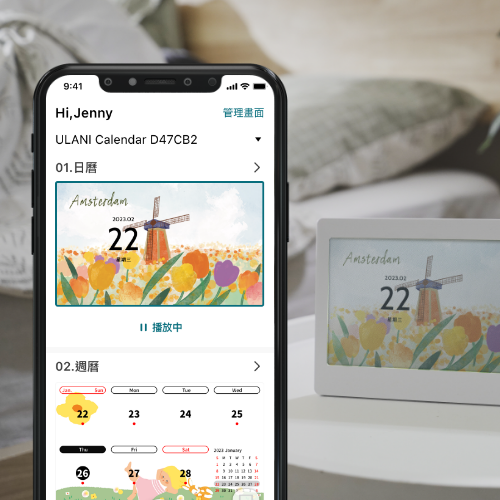 9:41
Hi,Jenny
管理畫面
ULANI Calendar D47CB2
01.日曆
Amsterdam
2023.02
22
星期三
播放中
02.週曆
Jan. Sun Mon Tue Wed
22 23 24 25
Thu Fri Sat 2023 January
26 27 28
Amsterdam
2023.02
22
星期三